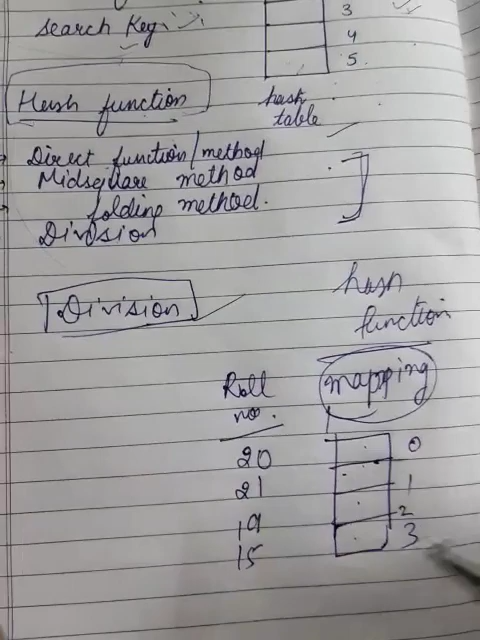 3
search Key.
4
5.
Hash function
hash
table
Direct function/method
Midsquare method
folding method.
Division
Division
hash
function
Roll
no.
mapping
20
0
21
1
19
2
15
3